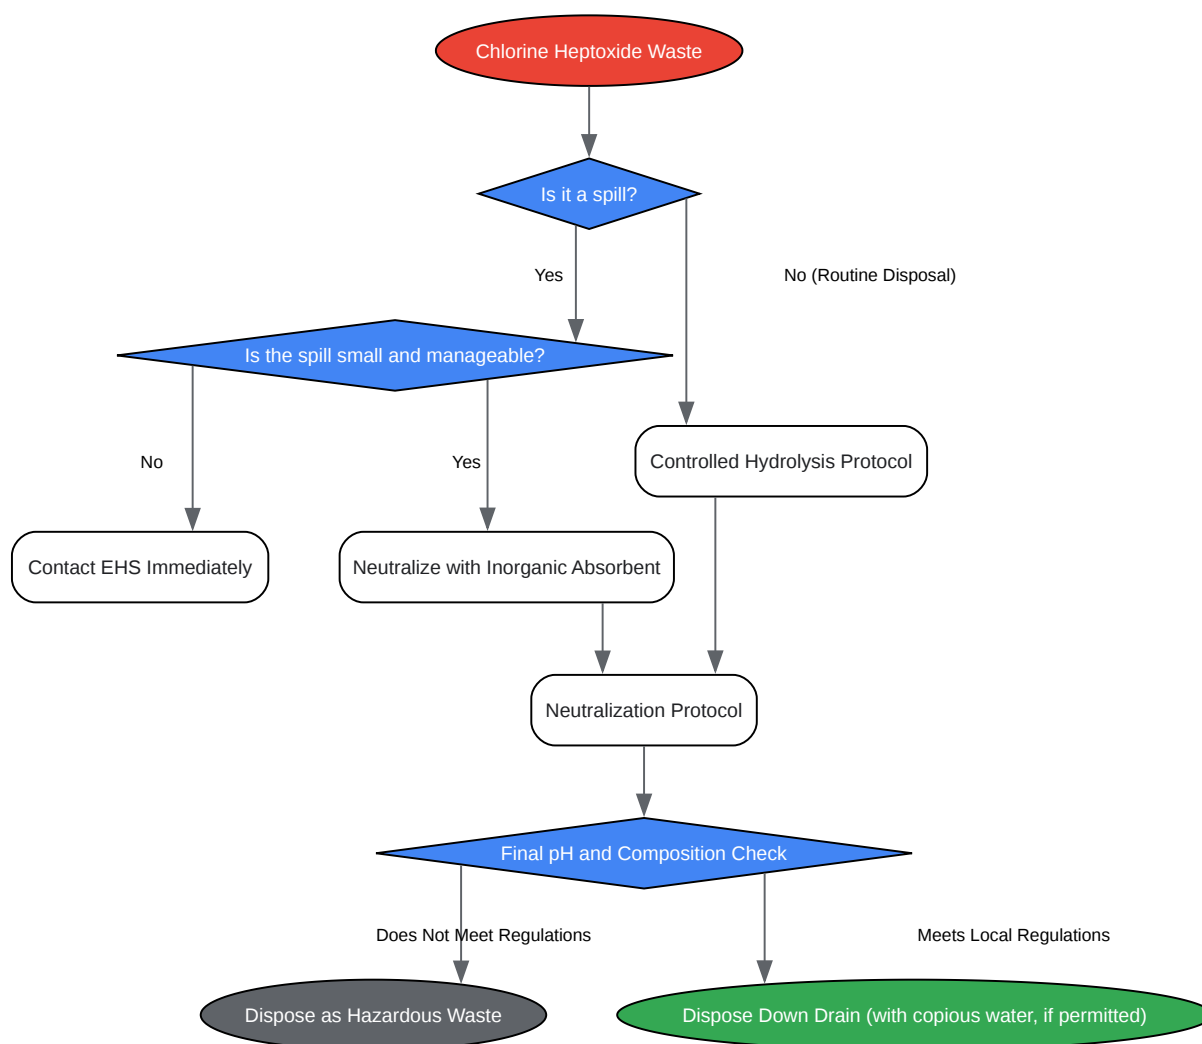 Chlorine Heptoxide Waste
Is it a spill?
Yes
No (Routine Disposal)
Is the spill small and manageable?
No
Yes
Controlled Hydrolysis Protocol
Contact EHS Immediately
Neutralize with Inorganic Absorbent
Neutralization Protocol
Final pH and Composition Check
Does Not Meet Regulations
Meets Local Regulations
Dispose as Hazardous Waste
Dispose Down Drain (with copious water, if permitted)